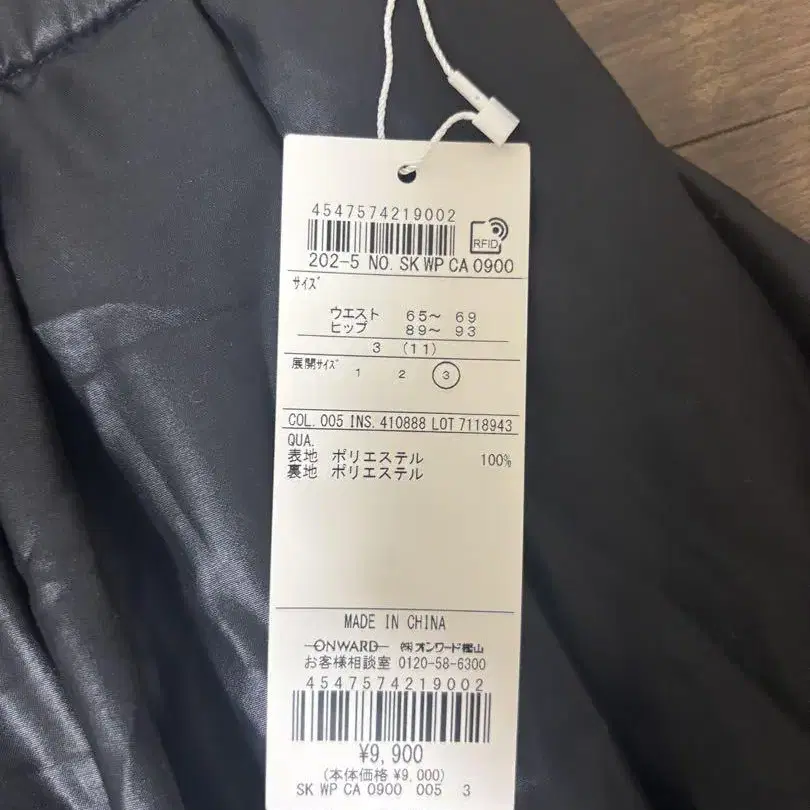 4547574219002
RFID
202-5 NO. SK WP CA 0900
サイズ
ウエスト 65～ 69
ヒップ 89～ 93
3 (11)
展開サイズ 1 2 3
COL. 005 INS. 410888 LOT 7118943
QUA.
表地 ポリエステル 100%
裏地 ポリエステル
MADE IN CHINA
ONWARD ㈱オンワード樫山
お客様相談室 0120-58-6300
4547574219002
¥9,900
(本体価格 ¥9,000)
SK WP CA 0900 005 3